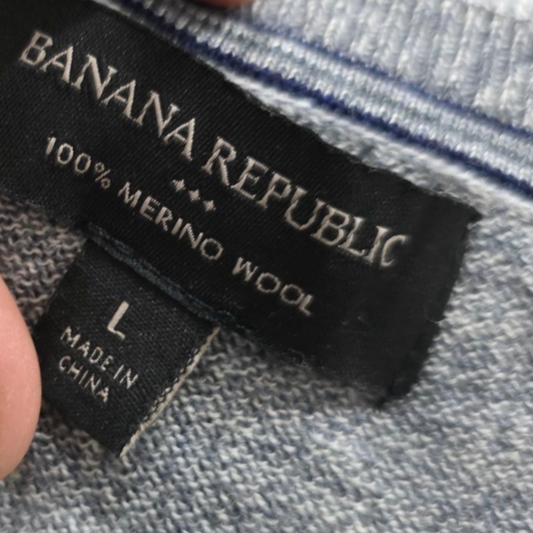 BANANA REPUBLIC
100% MERINO WOOL
L
MADE IN
CHINA